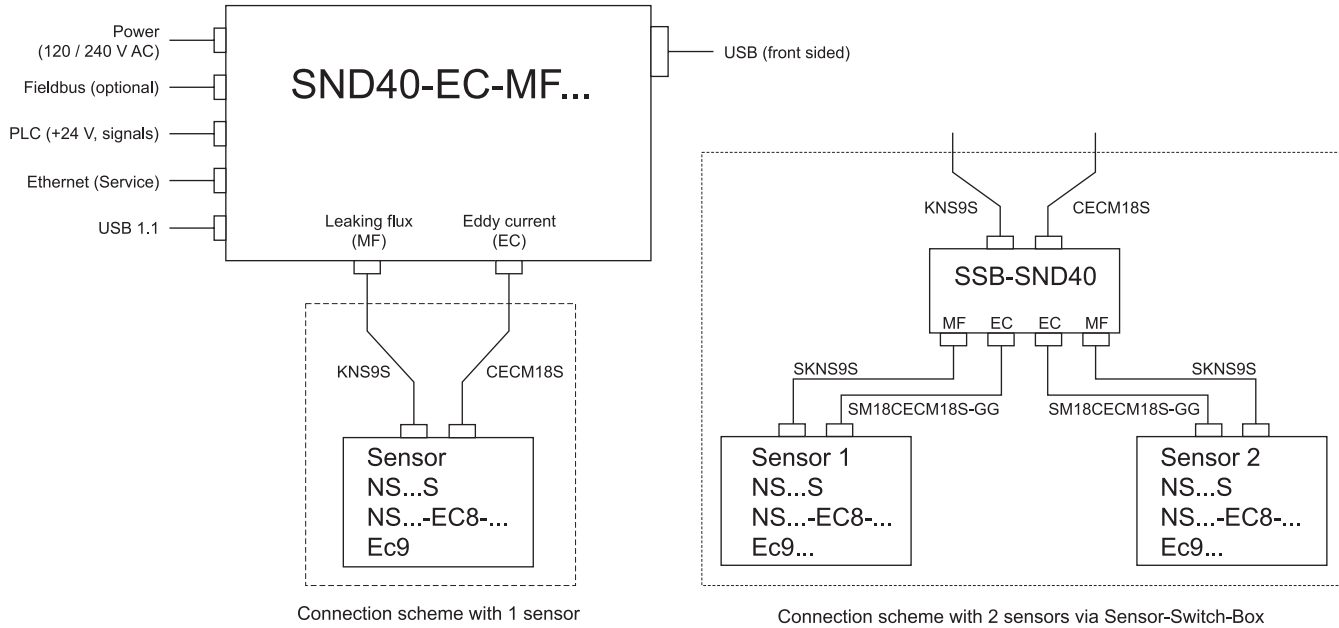 Power
(120 / 240 V AC)
Fieldbus (optional)
PLC (+24 V, signals)
Ethernet (Service)
USB 1.1
SND40-EC-MF...
USB (front sided)
Leaking flux
(MF)
Eddy current
(EC)
KNS9S
CECM18S
Sensor
NS...S
NS...-EC8-...
Ec9
Connection scheme with 1 sensor
KNS9S
CECM18S
SSB-SND40
MF EC EC MF
SKNS9S
SKNS9S
SM18CECM18S-GG
SM18CECM18S-GG
Sensor 1
NS...S
NS...-EC8-...
Ec9...
Sensor 2
NS...S
NS...-EC8-...
Ec9...
Connection scheme with 2 sensors via Sensor-Switch-Box